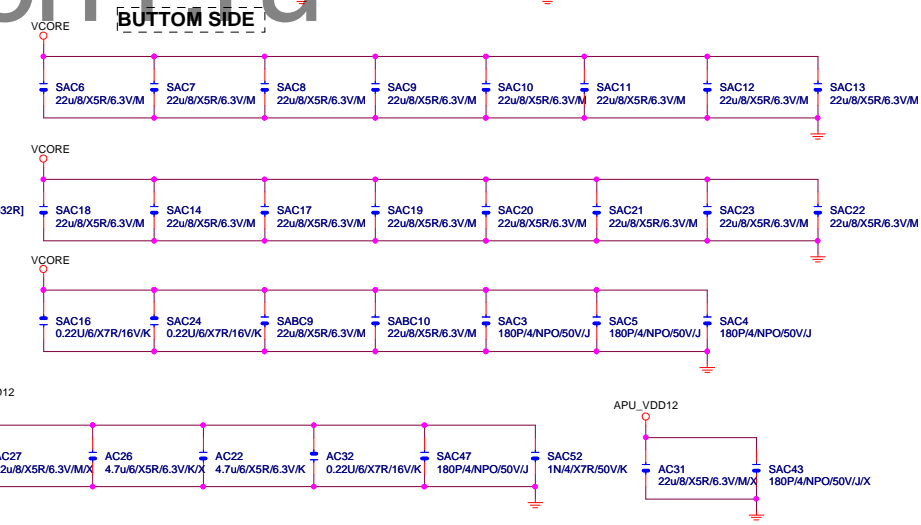 BUTTOM SIDE
VCORE
SAC6 SAC7 SAC8 SAC9 SAC10 SAC11 SAC12 SAC13
22u/8/X5R/6.3V/M 22u/8/X5R/6.3V/M 22u/8/X5R/6.3V/M 22u/8/X5R/6.3V/M 22u/8/X5R/6.3V/M 22u/8/X5R/6.3V/M 22u/8/X5R/6.3V/M 22u/8/X5R/6.3V/M
VCORE
32R] SAC18 SAC14 SAC17 SAC19 SAC20 SAC21 SAC23 SAC22
22u/8/X5R/6.3V/M 22u/8/X5R/6.3V/M 22u/8/X5R/6.3V/M 22u/8/X5R/6.3V/M 22u/8/X5R/6.3V/M 22u/8/X5R/6.3V/M 22u/8/X5R/6.3V/M 22u/8/X5R/6.3V/M
VCORE
SAC16 SAC24 SABC9 SABC10 SAC3 SAC5 SAC4
0.22U/6/X7R/16V/K 0.22U/6/X7R/16V/K 22u/8/X5R/6.3V/M 22u/8/X5R/6.3V/M 180P/4/NPO/50V/J 180P/4/NPO/50V/J 180P/4/NPO/50V/J
D12
APU_VDD12
AC27 AC26 AC22 AC32 SAC47 SAC52 AC31 SAC43
2u/8/X5R/6.3V/M/X 4.7u/6/X5R/6.3V/K/X 4.7u/6/X5R/6.3V/K 0.22U/6/X7R/16V/K 180P/4/NPO/50V/J 1N/4/X7R/50V/K 22u/8/X5R/6.3V/M/X 180P/4/NPO/50V/J/X